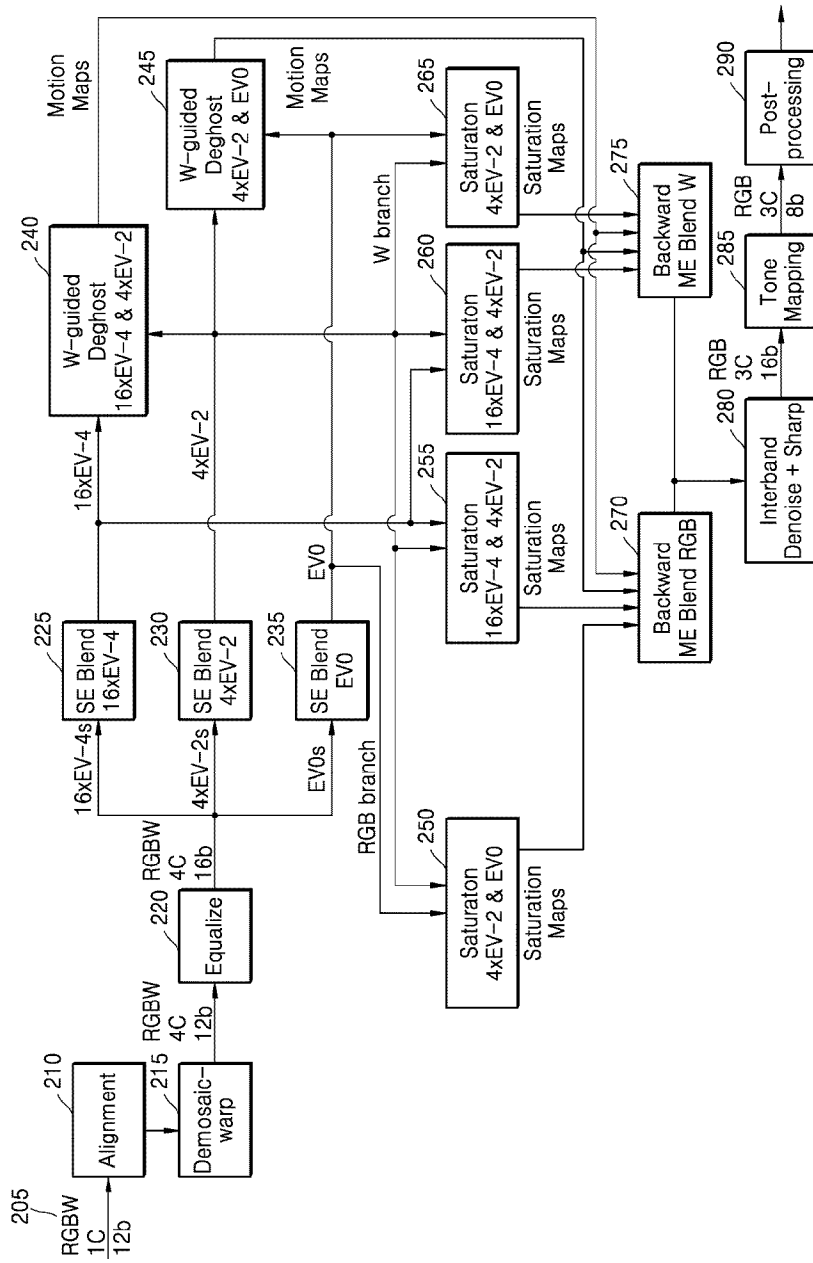 205
RGBW
1C
12b
210
Alignment
215
Demosaic-
warp
RGBW
4C
12b
220
Equalize
RGBW
4C
16b
16xEV-4s
4xEV-2s
EV0s
225
SE Blend
16xEV-4
230
SE Blend
4xEV-2
235
SE Blend
EV0
16xEV-4
4xEV-2
EV0
240
W-guided
Deghost
16xEV-4 & 4xEV-2
Motion
Maps
245
W-guided
Deghost
4xEV-2 & EV0
Motion
Maps
RGB branch
W branch
250
Saturaton
4xEV-2 & EV0
Saturation
Maps
255
Saturaton
16xEV-4 & 4xEV-2
Saturation
Maps
260
Saturaton
16xEV-4 & 4xEV-2
Saturation
Maps
265
Saturaton
4xEV-2 & EV0
Saturation
Maps
270
Backward
ME Blend RGB
275
Backward
ME Blend W
280
Interband
Denoise + Sharp
RGB
3C
16b
285
Tone
Mapping
RGB
3C
8b
290
Post-
processing